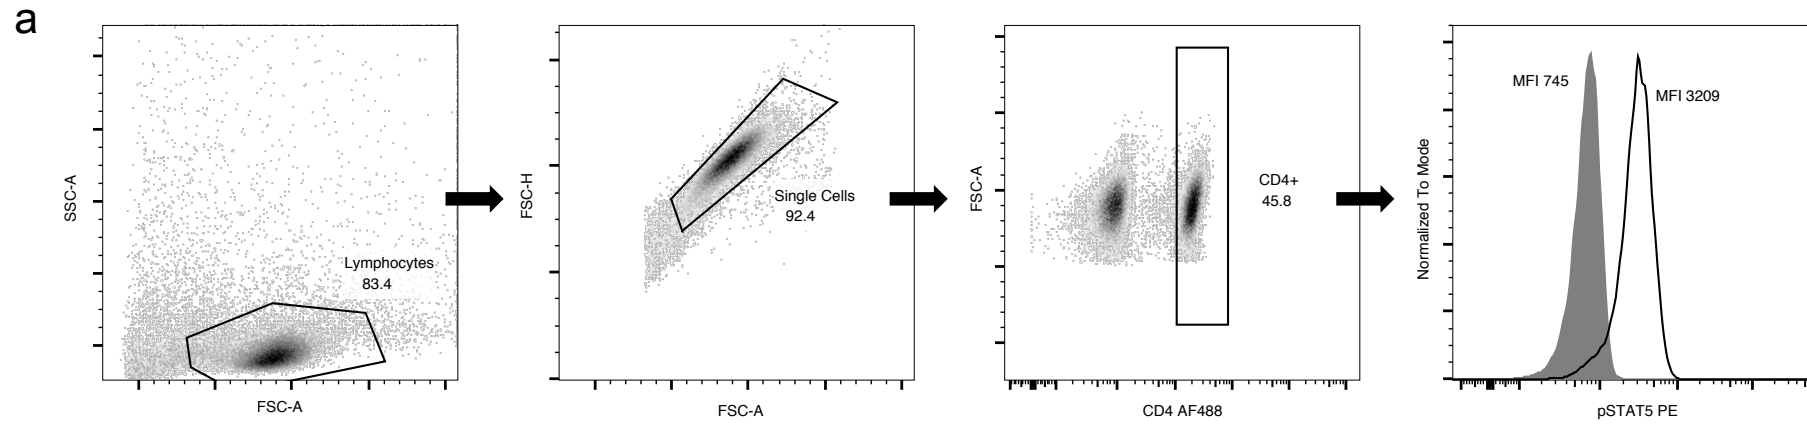 a
SSC-A
Lymphocytes
83.4
FSC-A
FSC-H
Single Cells
92.4
FSC-A
FSC-A
CD4+
45.8
CD4 AF488
Normalized To Mode
MFI 745
MFI 3209
pSTAT5 PE